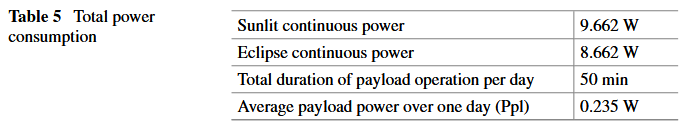 Table 5 Total power
consumption
Sunlit continuous power 9.662 W
Eclipse continuous power 8.662 W
Total duration of payload operation per day 50 min
Average payload power over one day (Ppl) 0.235 W